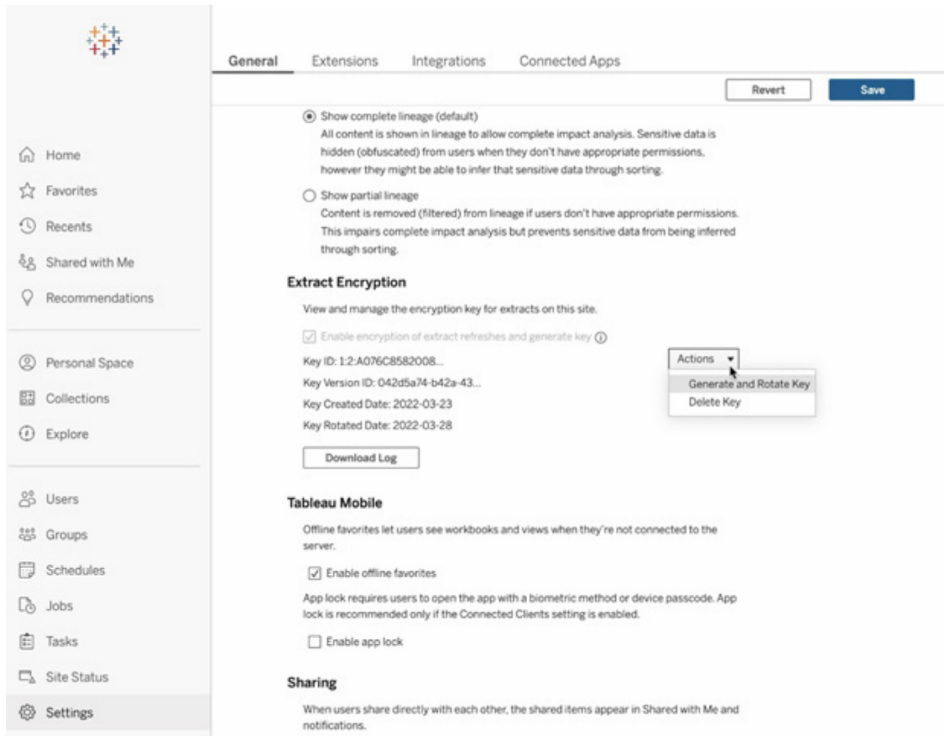 General Extensions Integrations Connected Apps
Revert Save
Home
Favorites
Recents
Shared with Me
Recommendations
Personal Space
Collections
Explore
Users
Groups
Schedules
Jobs
Tasks
Site Status
Settings
Show complete lineage (default)
All content is shown in lineage to allow complete impact analysis. Sensitive data is
hidden (obfuscated) from users when they don't have appropriate permissions,
however they might be able to infer that sensitive data through sorting.
Show partial lineage
Content is removed (filtered) from lineage if users don't have appropriate permissions.
This impairs complete impact analysis but prevents sensitive data from being inferred
through sorting.
Extract Encryption
View and manage the encryption key for extracts on this site.
Enable encryption of extract refreshes and generate key
Key ID: 1:2:A076C8582008...
Key Version ID: 042d5a74-b42a-43...
Key Created Date: 2022-03-23
Key Rotated Date: 2022-03-28
Actions
Generate and Rotate Key
Delete Key
Download Log
Tableau Mobile
Offline favorites let users see workbooks and views when they're not connected to the
server.
Enable offline favorites
App lock requires users to open the app with a biometric method or device passcode. App
lock is recommended only if the Connected Clients setting is enabled.
Enable app lock
Sharing
When users share directly with each other, the shared items appear in Shared with Me and
notifications.